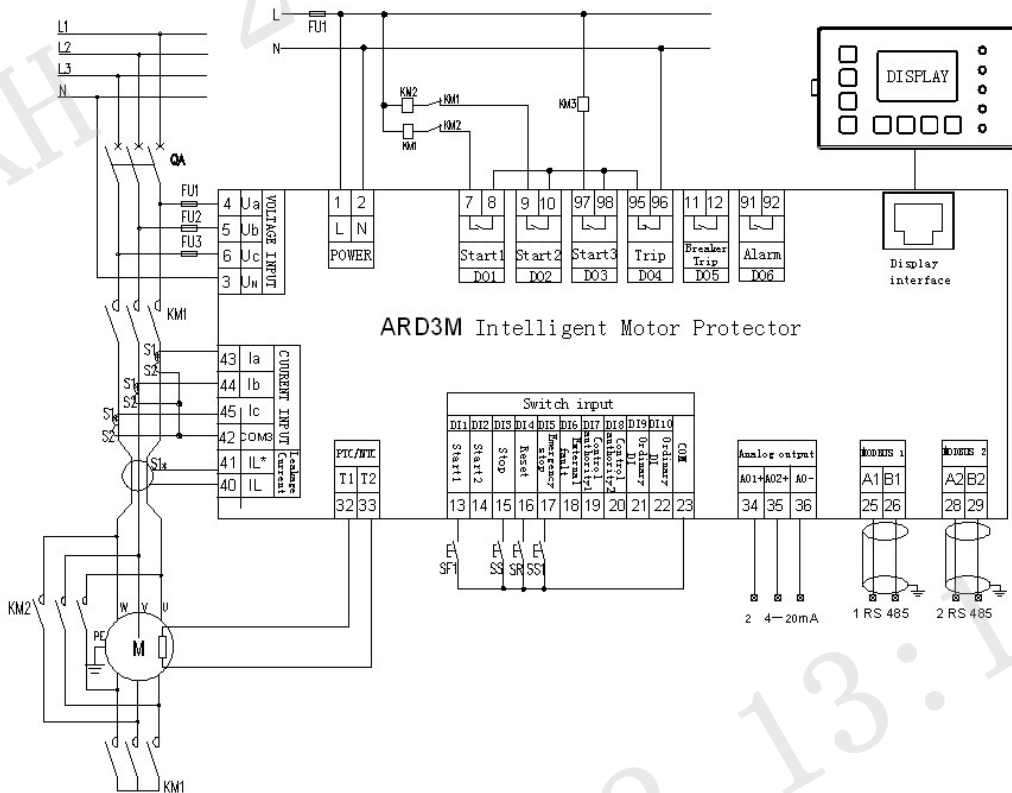 L1
L2
L3
N
L
FU1
N
KM2
KM1
KM2
KM1
KM3
DISPLAY
QA
FU1
FU2
FU3
4 Ua
5 Ub
6 Uc
3 UN
VOLTAGE INPUT
1 2
L N
POWER
7 8
Start1
DO1
9 10
Start2
DO2
97 98
Start3
DO3
95 96
Trip
DO4
11 12
Breaker
Trip
DO5
91 92
Alarm
DO6
Display
interface
ARD3M Intelligent Motor Protector
KM1
S1
S2
S1
S2
S1
S2
S1*
43 Ia
44 Ib
45 Ic
42 COM3
CUURENT INPUT
41 IL*
40 IL
Leakage
Current
PTC/NTC
T1 T2
32 33
Switch input
DI1 DI2 DI3 DI4 DI5 DI6 DI7 DI8 DI9 DI10
Start1
Start2
Stop
Reset
Emergency
stop
External
fault
Control
authority1
Control
authority2
Ordinary
DI
Ordinary
DI
COM
13 14 15 16 17 18 19 20 21 22 23
SF1
SS
SR
SS1
Analog output
AO1+ AO2+ AO-
34 35 36
2 4—20mA
MODBUS 1
A1 B1
25 26
1 RS 485
MODBUS 2
A2 B2
28 29
2 RS 485
KM2
W V U
PE
M
KM1
13:1